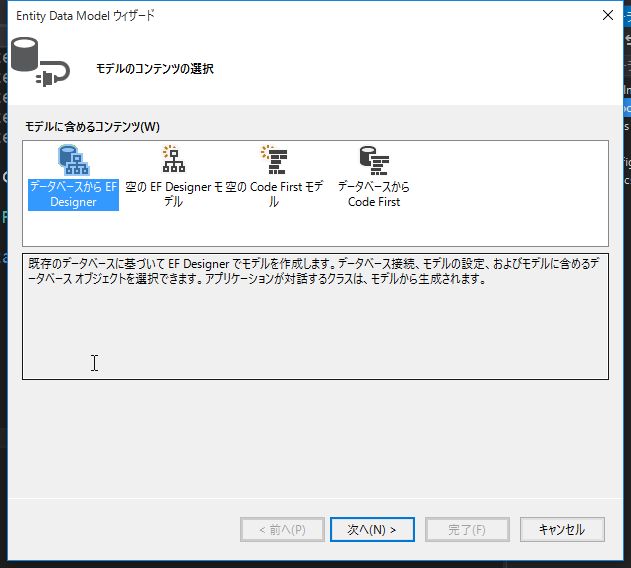 Entity Data Model ウィザード
モデルのコンテンツの選択
モデルに含めるコンテンツ(W)
データベースから EF
Designer
空の EF Designer モ
デル
空の Code First モデ
ル
データベースから
Code First
既存のデータベースに基づいて EF Designer でモデルを作成します。データベース接続、モデルの設定、およびモデルに含めるデ
ータベース オブジェクトを選択できます。アプリケーションが対話するクラスは、モデルから生成されます。
< 前へ(P)
次へ(N) >
完了(F)
キャンセル